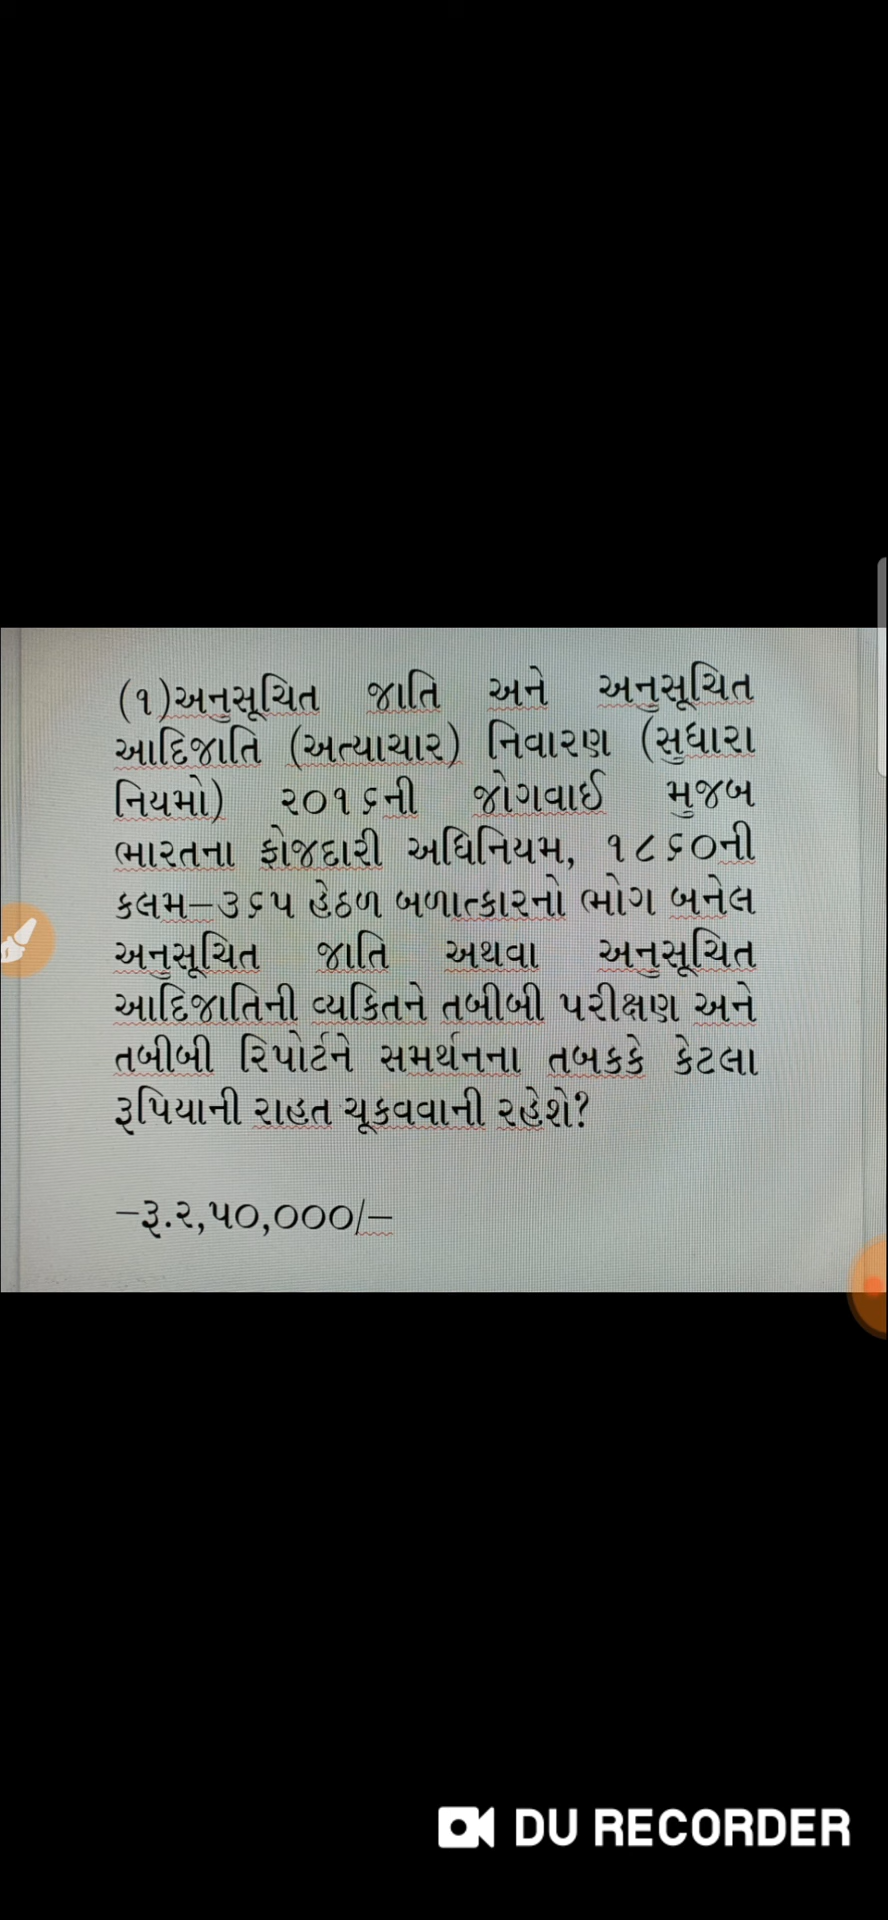 (૧)અનુસૂચિત જાતિ અને અનુસૂચિત
આદિજાતિ (અત્યાચાર) નિવારણ (સુધારા
નિયમો) ૨૦૧૬ની જોગવાઈ મુજબ
ભારતના ફોજદારી અધિનિયમ, ૧૮૬૦ની
કલમ–૩૬૫ હેઠળ બળાત્કારનો ભોગ બનેલ
અનુસૂચિત જાતિ અથવા અનુસૂચિત
આદિજાતિની વ્યકિતને તબીબી પરીક્ષણ અને
તબીબી રિપોર્ટને સમર્થનના તબકકે કેટલા
રૂપિયાની રાહત ચૂકવવાની રહેશે?
–રૂ.૨,૫૦,૦૦૦/–
DU RECORDER